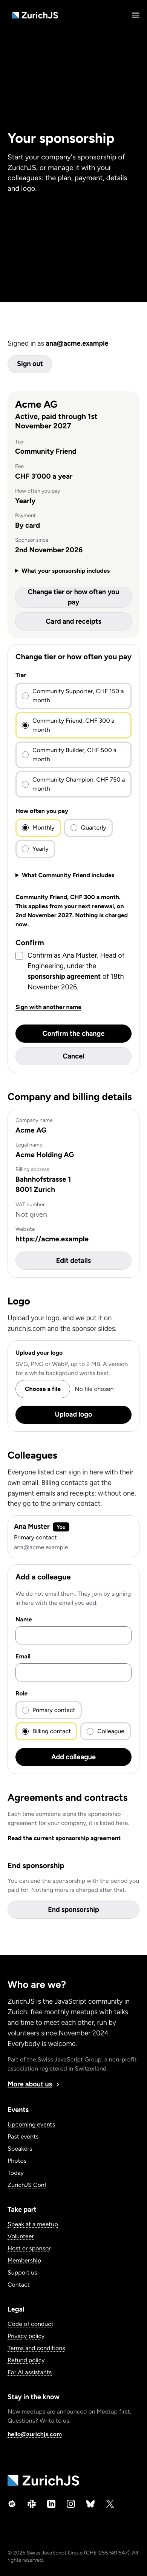 ZurichJS
Your sponsorship
Start your company's sponsorship of
ZurichJS, or manage it with your
colleagues: the plan, payment, details
and logo.
Signed in as ana@acme.example
Sign out
Acme AG
Active, paid through 1st
November 2027
Tier
Community Friend
Fee
CHF 3'000 a year
How often you pay
Yearly
Payment
By card
Sponsor since
2nd November 2026
What your sponsorship includes
Change tier or how often you
pay
Card and receipts
Change tier or how often you pay
Tier
Community Supporter, CHF 150 a
month
Community Friend, CHF 300 a
month
Community Builder, CHF 500 a
month
Community Champion, CHF 750 a
month
How often you pay
Monthly
Quarterly
Yearly
What Community Friend includes
Community Friend, CHF 300 a month.
This applies from your next renewal, on
2nd November 2027. Nothing is charged
now.
Confirm
Confirm as Ana Muster, Head of
Engineering, under the
sponsorship agreement of 18th
November 2026.
Sign with another name
Confirm the change
Cancel
Company and billing details
Company name
Acme AG
Legal name
Acme Holding AG
Billing address
Bahnhofstrasse 1
8001 Zurich
VAT number
Not given
Website
https://acme.example
Edit details
Logo
Upload your logo, and we put it on
zurichjs.com and the sponsor slides.
Upload your logo
SVG, PNG or WebP, up to 2 MB. A version
for a white background works best.
Choose a file
No file chosen
Upload logo
Colleagues
Everyone listed can sign in here with their
own email. Billing contacts get the
payment emails and receipts; without one,
they go to the primary contact.
Ana Muster You
Primary contact
ana@acme.example
Add a colleague
We do not email them. They join by signing
in here with the email you add.
Name
Email
Role
Primary contact
Billing contact
Colleague
Add colleague
Agreements and contracts
Each time someone signs the sponsorship
agreement for your company, it is listed here.
Read the current sponsorship agreement
End sponsorship
You can end the sponsorship with the period you
paid for. Nothing more is charged after that.
End sponsorship
Who are we?
ZurichJS is the JavaScript community in
Zurich: free monthly meetups with talks
and time to meet each other, run by
volunteers since November 2024.
Everybody is welcome.
Part of the Swiss JavaScript Group, a non-profit
association registered in Switzerland.
More about us
Events
Upcoming events
Past events
Speakers
Photos
Today
ZurichJS Conf
Take part
Speak at a meetup
Volunteer
Host or sponsor
Membership
Support us
Contact
Legal
Code of conduct
Privacy policy
Terms and conditions
Refund policy
For AI assistants
Stay in the know
New meetups are announced on Meetup first.
Questions? Write to us.
hello@zurichjs.com
ZurichJS
© 2026 Swiss JavaScript Group (CHE-255.581.547). All
rights reserved.